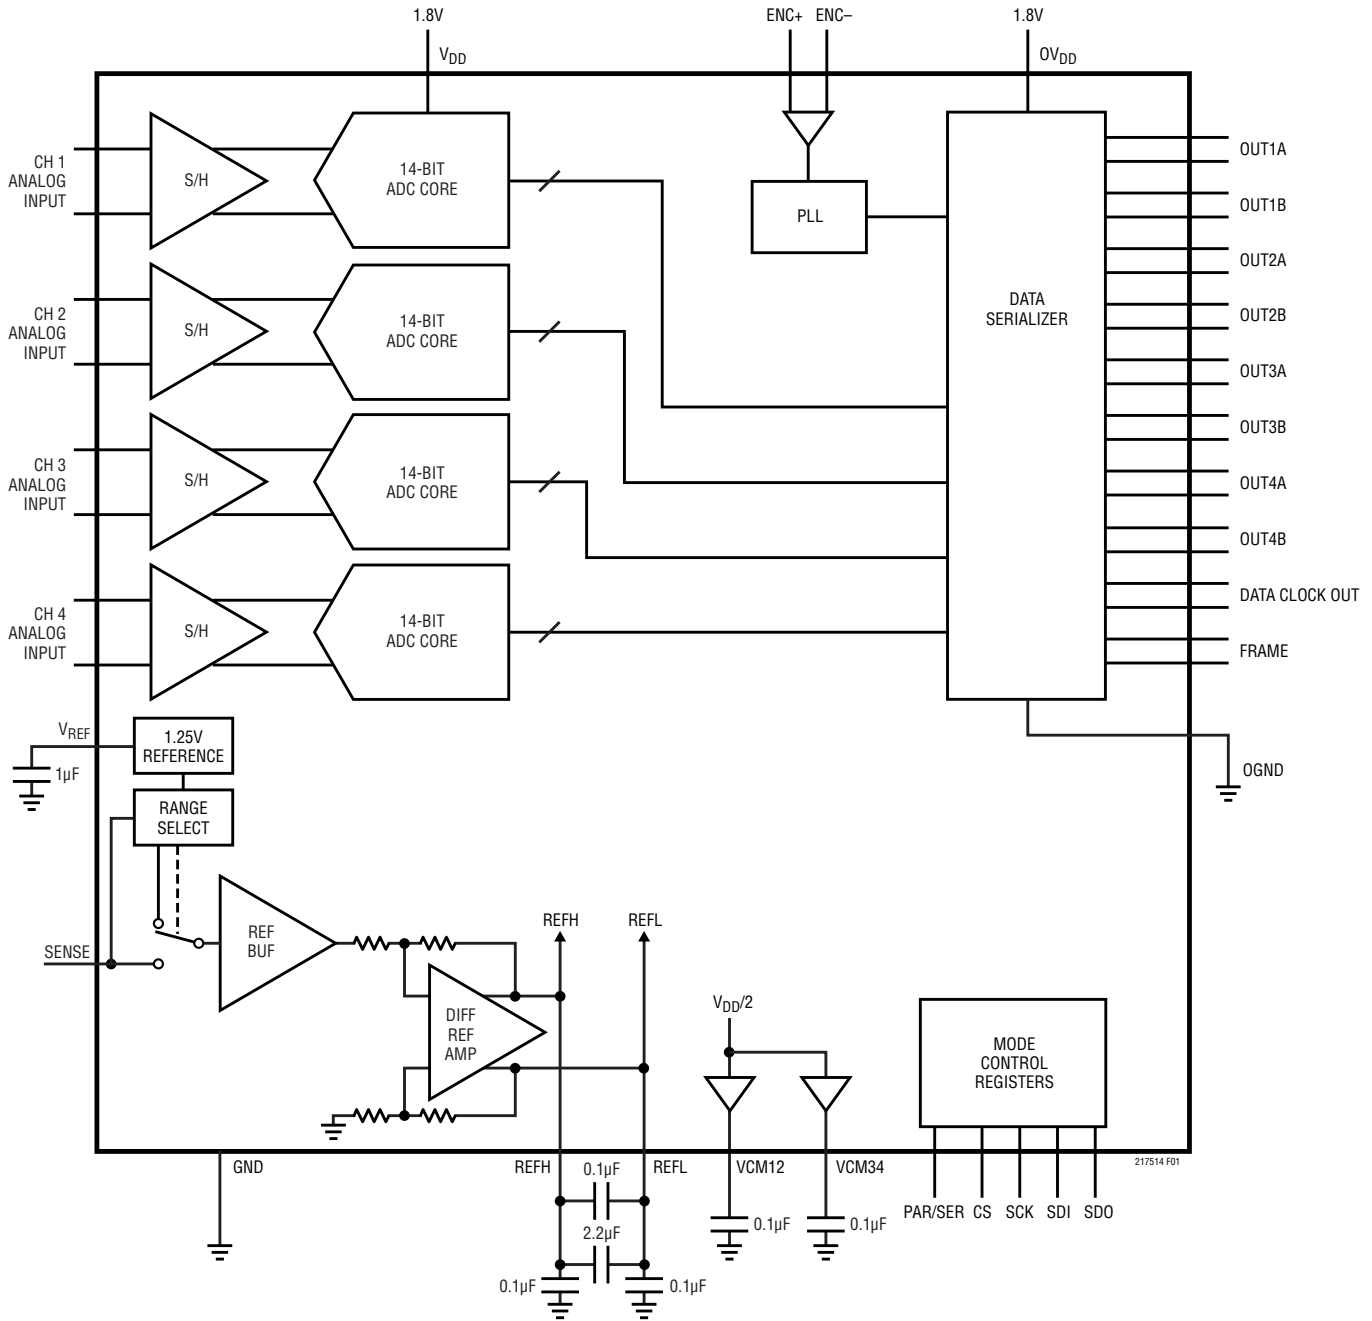 1.8V
ENC+
ENC–
1.8V
VDD
OVDD
CH 1
ANALOG
INPUT
S/H
14-BIT
ADC CORE
PLL
OUT1A
OUT1B
OUT2A
CH 2
ANALOG
INPUT
S/H
14-BIT
ADC CORE
DATA
SERIALIZER
OUT2B
OUT3A
OUT3B
CH 3
ANALOG
INPUT
S/H
14-BIT
ADC CORE
OUT4A
OUT4B
CH 4
ANALOG
INPUT
S/H
14-BIT
ADC CORE
DATA CLOCK OUT
FRAME
VREF
1µF
1.25V
REFERENCE
OGND
RANGE
SELECT
SENSE
REF
BUF
REFH
REFL
DIFF
REF
AMP
VDD/2
MODE
CONTROL
REGISTERS
217514 F01
GND
REFH
0.1µF
REFL
VCM12
VCM34
PAR/SER
CS
SCK
SDI
SDO
0.1µF
0.1µF
2.2µF
0.1µF
0.1µF